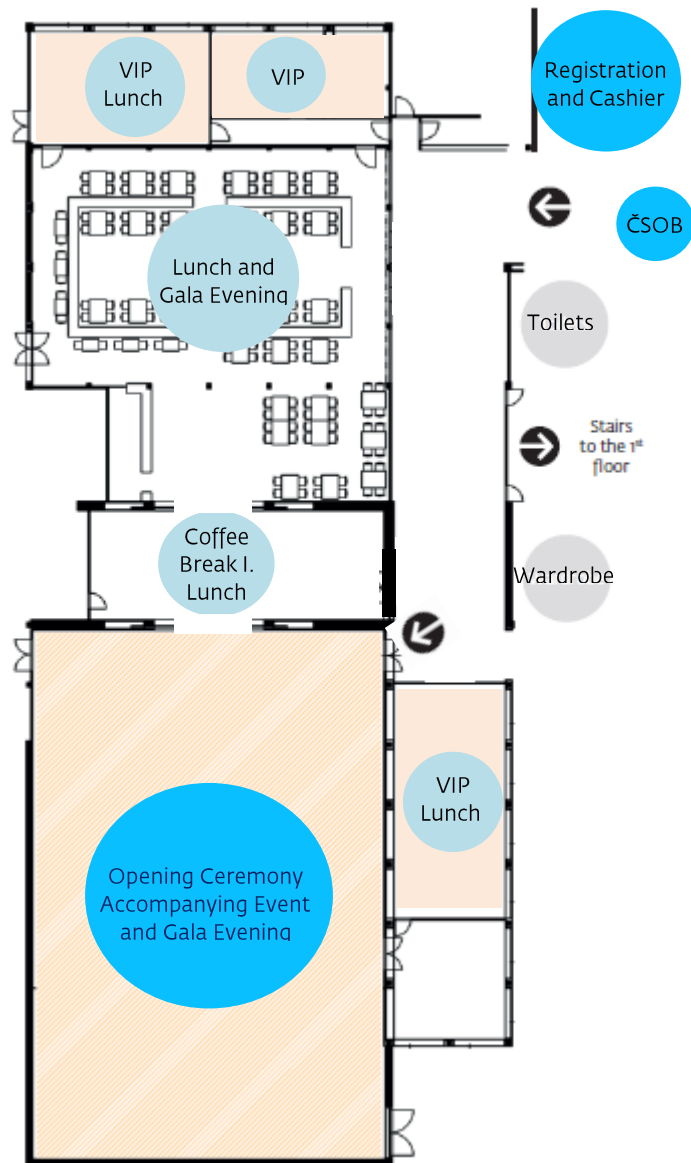 VIP
Lunch
VIP
Registration
and Cashier
ČSOB
Lunch and
Gala Evening
Toilets
Stairs
to the 1st
floor
Coffee
Break I.
Lunch
Wardrobe
VIP
Lunch
Opening Ceremony
Accompanying Event
and Gala Evening